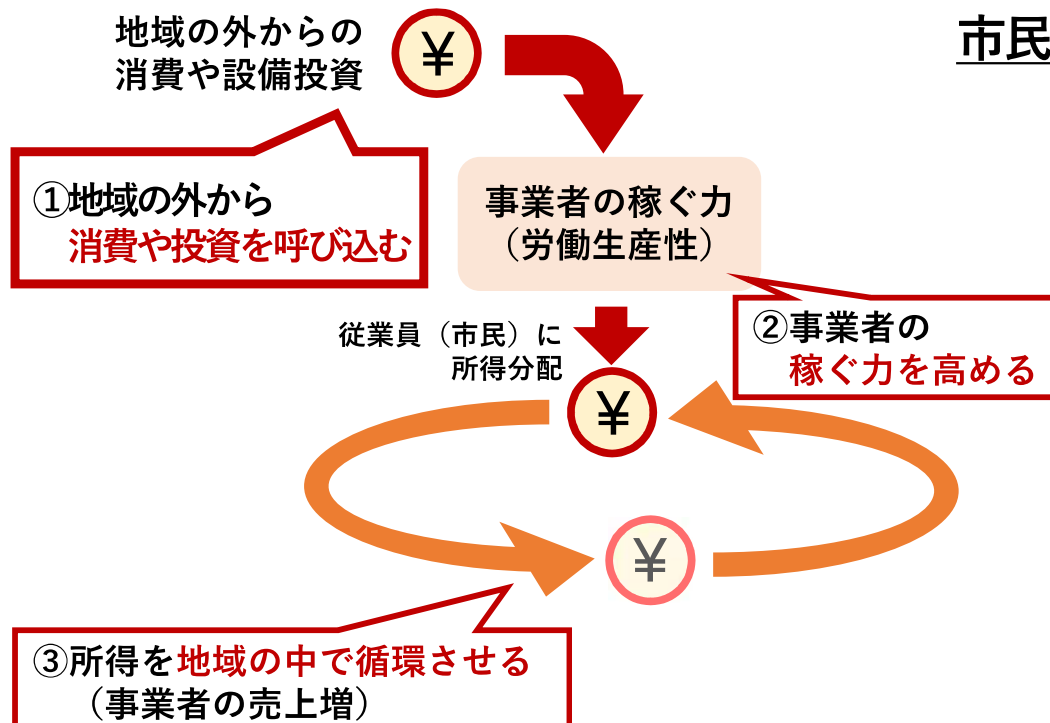 地域の外からの
消費や設備投資
¥
市民
①地域の外から
消費や投資を呼び込む
事業者の稼ぐ力
（労働生産性）
②事業者の
稼ぐ力を高める
従業員（市民）に
所得分配
¥
¥
③所得を地域の中で循環させる
（事業者の売上増）